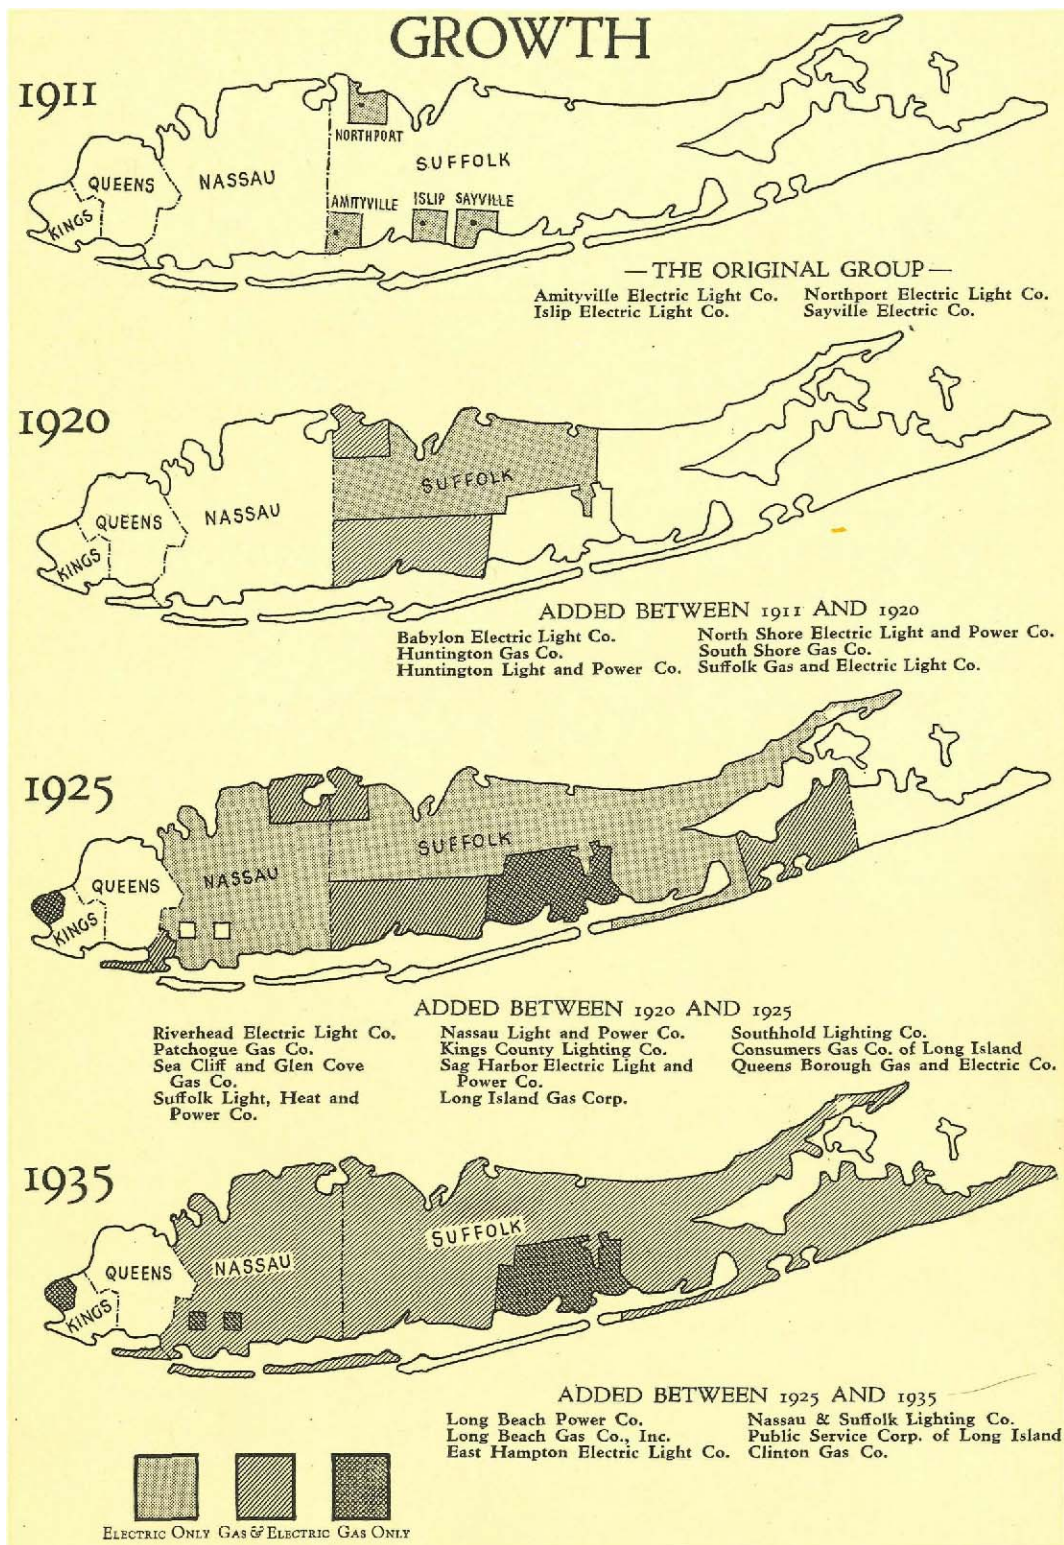 GROWTH
1911
NORTHPORT
SUFFOLK
QUEENS
NASSAU
KINGS
AMITYVILLE
ISLIP
SAYVILLE
—THE ORIGINAL GROUP—
Amityville Electric Light Co.
Islip Electric Light Co.
Northport Electric Light Co.
Sayville Electric Co.
1920
SUFFOLK
NASSAU
QUEENS
KINGS
ADDED BETWEEN 1911 AND 1920
Babylon Electric Light Co.
Huntington Gas Co.
Huntington Light and Power Co.
North Shore Electric Light and Power Co.
South Shore Gas Co.
Suffolk Gas and Electric Light Co.
1925
SUFFOLK
NASSAU
QUEENS
KINGS
ADDED BETWEEN 1920 AND 1925
Riverhead Electric Light Co.
Patchogue Gas Co.
Sea Cliff and Glen Cove
Gas Co.
Suffolk Light, Heat and
Power Co.
Nassau Light and Power Co.
Kings County Lighting Co.
Sag Harbor Electric Light and
Power Co.
Long Island Gas Corp.
Southhold Lighting Co.
Consumers Gas Co. of Long Island
Queens Borough Gas and Electric Co.
1935
SUFFOLK
NASSAU
QUEENS
KINGS
ADDED BETWEEN 1925 AND 1935
Long Beach Power Co.
Long Beach Gas Co., Inc.
East Hampton Electric Light Co.
Nassau & Suffolk Lighting Co.
Public Service Corp. of Long Island
Clinton Gas Co.
ELECTRIC ONLY
GAS & ELECTRIC
GAS ONLY